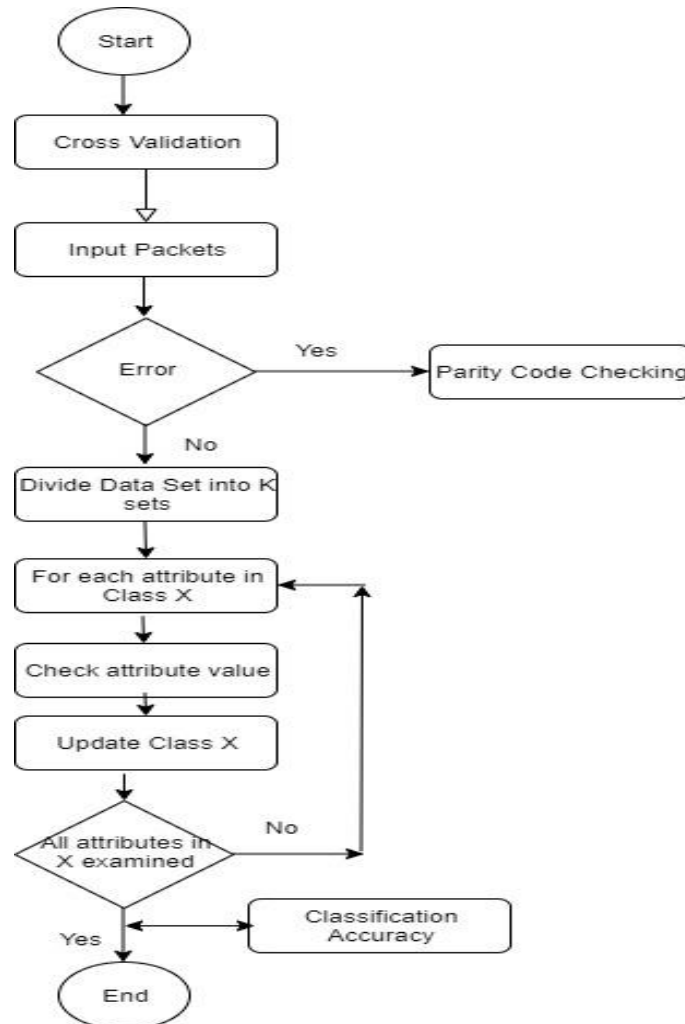 Start
Cross Validation
Input Packets
Error
Yes
Parity Code Checking
No
Divide Data Set into K
sets
For each attribute in
Class X
Check attribute value
Update Class X
All attributes in
X examined
No
Classification
Accuracy
Yes
End